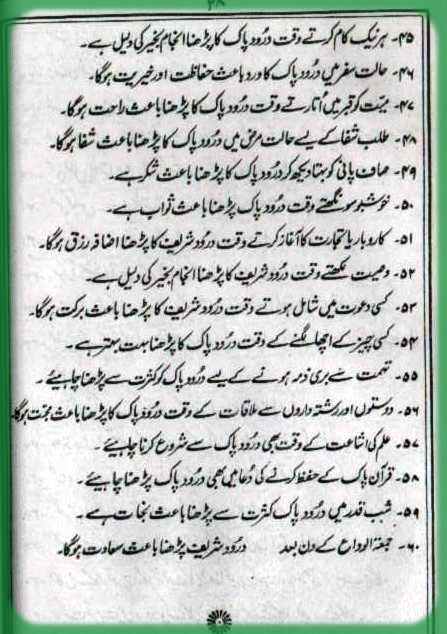 ۲۸
۴۵۔ ہر نیک کام کرتے وقت درود پاک کا پڑھنا انجام بخیر کی دلیل ہے۔
۴۶۔ حالت سفر میں درود پاک کا ورد باعث حفاظت اور خیریت ہوگا۔
۴۷۔ میت کو قبر میں اُتارتے وقت درود پاک کا پڑھنا باعث راحت ہوگا۔
۴۸۔ طلب شفا کے لیے حالت مرض میں درود پاک کا پڑھنا باعث شفا ہوگا۔
۴۹۔ صاف پانی کو بہتا دیکھ کر درود پاک کا پڑھنا باعث شکر ہے۔
۵۰۔ خوشبو سونگھتے وقت درود پاک پڑھنا باعث ثواب ہے۔
۵۱۔ کاروبار یا تجارت کا آغاز کرتے وقت درود شریف کا پڑھنا اضافہ رزق ہوگا۔
۵۲۔ وصیت لکھتے وقت درود شریف کا پڑھنا انجام بخیر کی دلیل ہے۔
۵۳۔ کسی دعوت میں شامل ہوتے وقت درود شریف کا پڑھنا باعث برکت ہوگا۔
۵۴۔ کسی چیز کے اچھا لگنے کے وقت درود پاک کا پڑھنا بہت بہتر ہے۔
۵۵۔ تہمت سے بری ذمہ ہونے کے لیے درود پاک کثرت سے پڑھنا چاہیئے۔
۵۶۔ دوستوں اور رشتہ داروں سے ملاقات کے وقت درود پاک کا پڑھنا باعث محبت ہوگا۔
۵۷۔ علم کی اشاعت کے وقت بھی درود پاک سے شروع کرنا چاہیئے۔
۵۸۔ قرآن پاک کے حفظ کرنے کی دُعا میں بھی درود پاک پڑھنا چاہیئے۔
۵۹۔ شب قدر میں درود پاک کثرت سے پڑھنا باعث نجات ہے۔
۶۰۔ جمعۃ الوداع کے دن بعد درود شریف پڑھنا باعث سعادت ہوگا۔